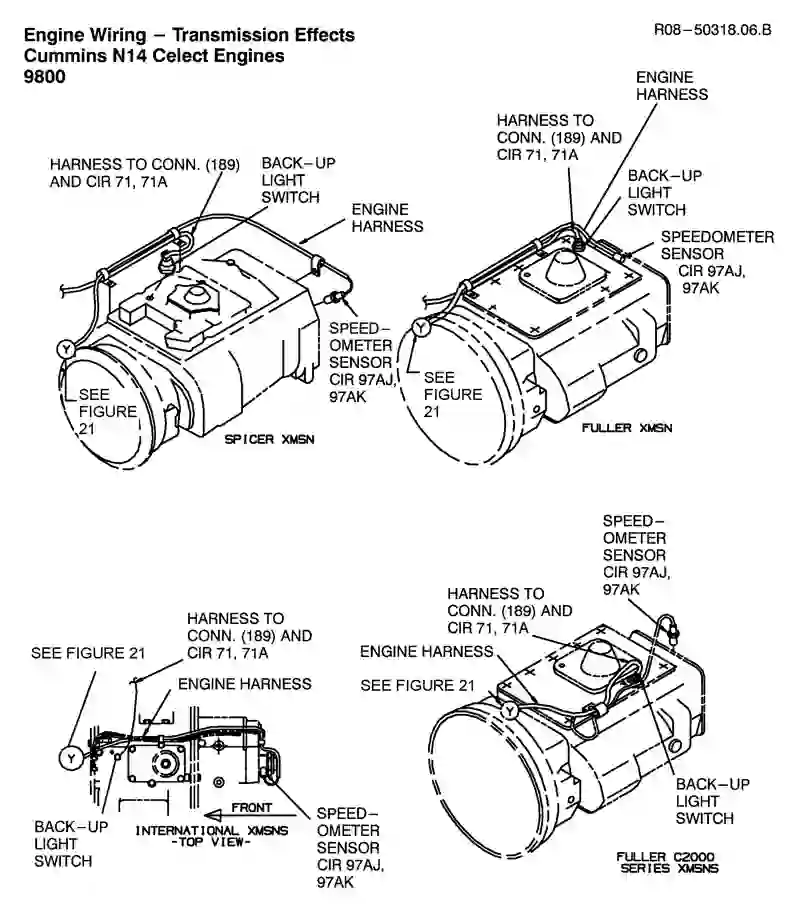 Engine Wiring – Transmission Effects
Cummins N14 Celect Engines
9800
R08–50318.06.B
HARNESS TO CONN. (189)
AND CIR 71, 71A
BACK–UP
LIGHT
SWITCH
ENGINE
HARNESS
SPEED–
OMETER
SENSOR
CIR 97AJ,
97AK
Y
SEE
FIGURE
21
SPICER XMSN
ENGINE
HARNESS
HARNESS TO
CONN. (189) AND
CIR 71, 71A
BACK–UP
LIGHT
SWITCH
SPEEDOMETER
SENSOR
CIR 97AJ,
97AK
Y
SEE
FIGURE
21
FULLER XMSN
HARNESS TO
CONN. (189) AND
CIR 71, 71A
SEE FIGURE 21
ENGINE HARNESS
Y
FRONT
BACK–UP
LIGHT
SWITCH
INTERNATIONAL XMSNS
-TOP VIEW-
SPEED–
OMETER
SENSOR
CIR 97AJ,
97AK
SPEED–
OMETER
SENSOR
CIR 97AJ,
97AK
HARNESS TO
CONN. (189) AND
CIR 71, 71A
ENGINE HARNESS
SEE FIGURE 21
Y
BACK–UP
LIGHT
SWITCH
FULLER C2000
SERIES XMSNS